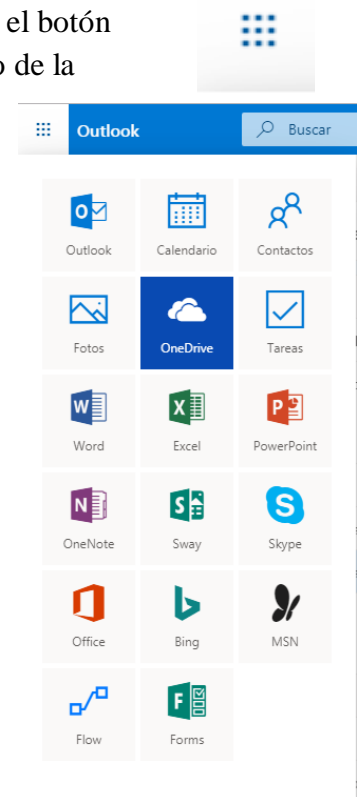 el botón
o de la
Outlook
Buscar
Outlook Calendario Contactos
Fotos OneDrive Tareas
Word Excel PowerPoint
OneNote Sway Skype
Office Bing MSN
Flow Forms